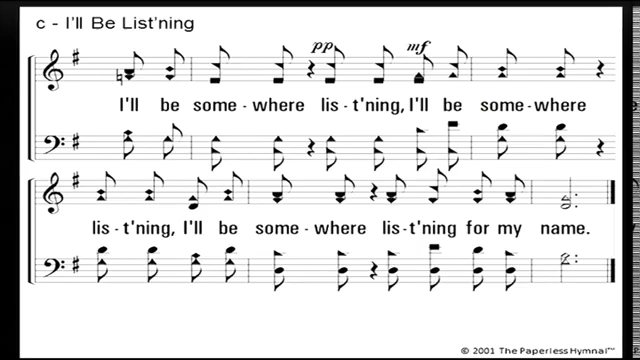 c - I'll Be List'ning
pp mf
I'll be some - where lis - t'ning, I'll be some - where
lis - t'ning, I'll be some - where lis - t'ning for my name.
© 2001 The Paperless Hymnal™